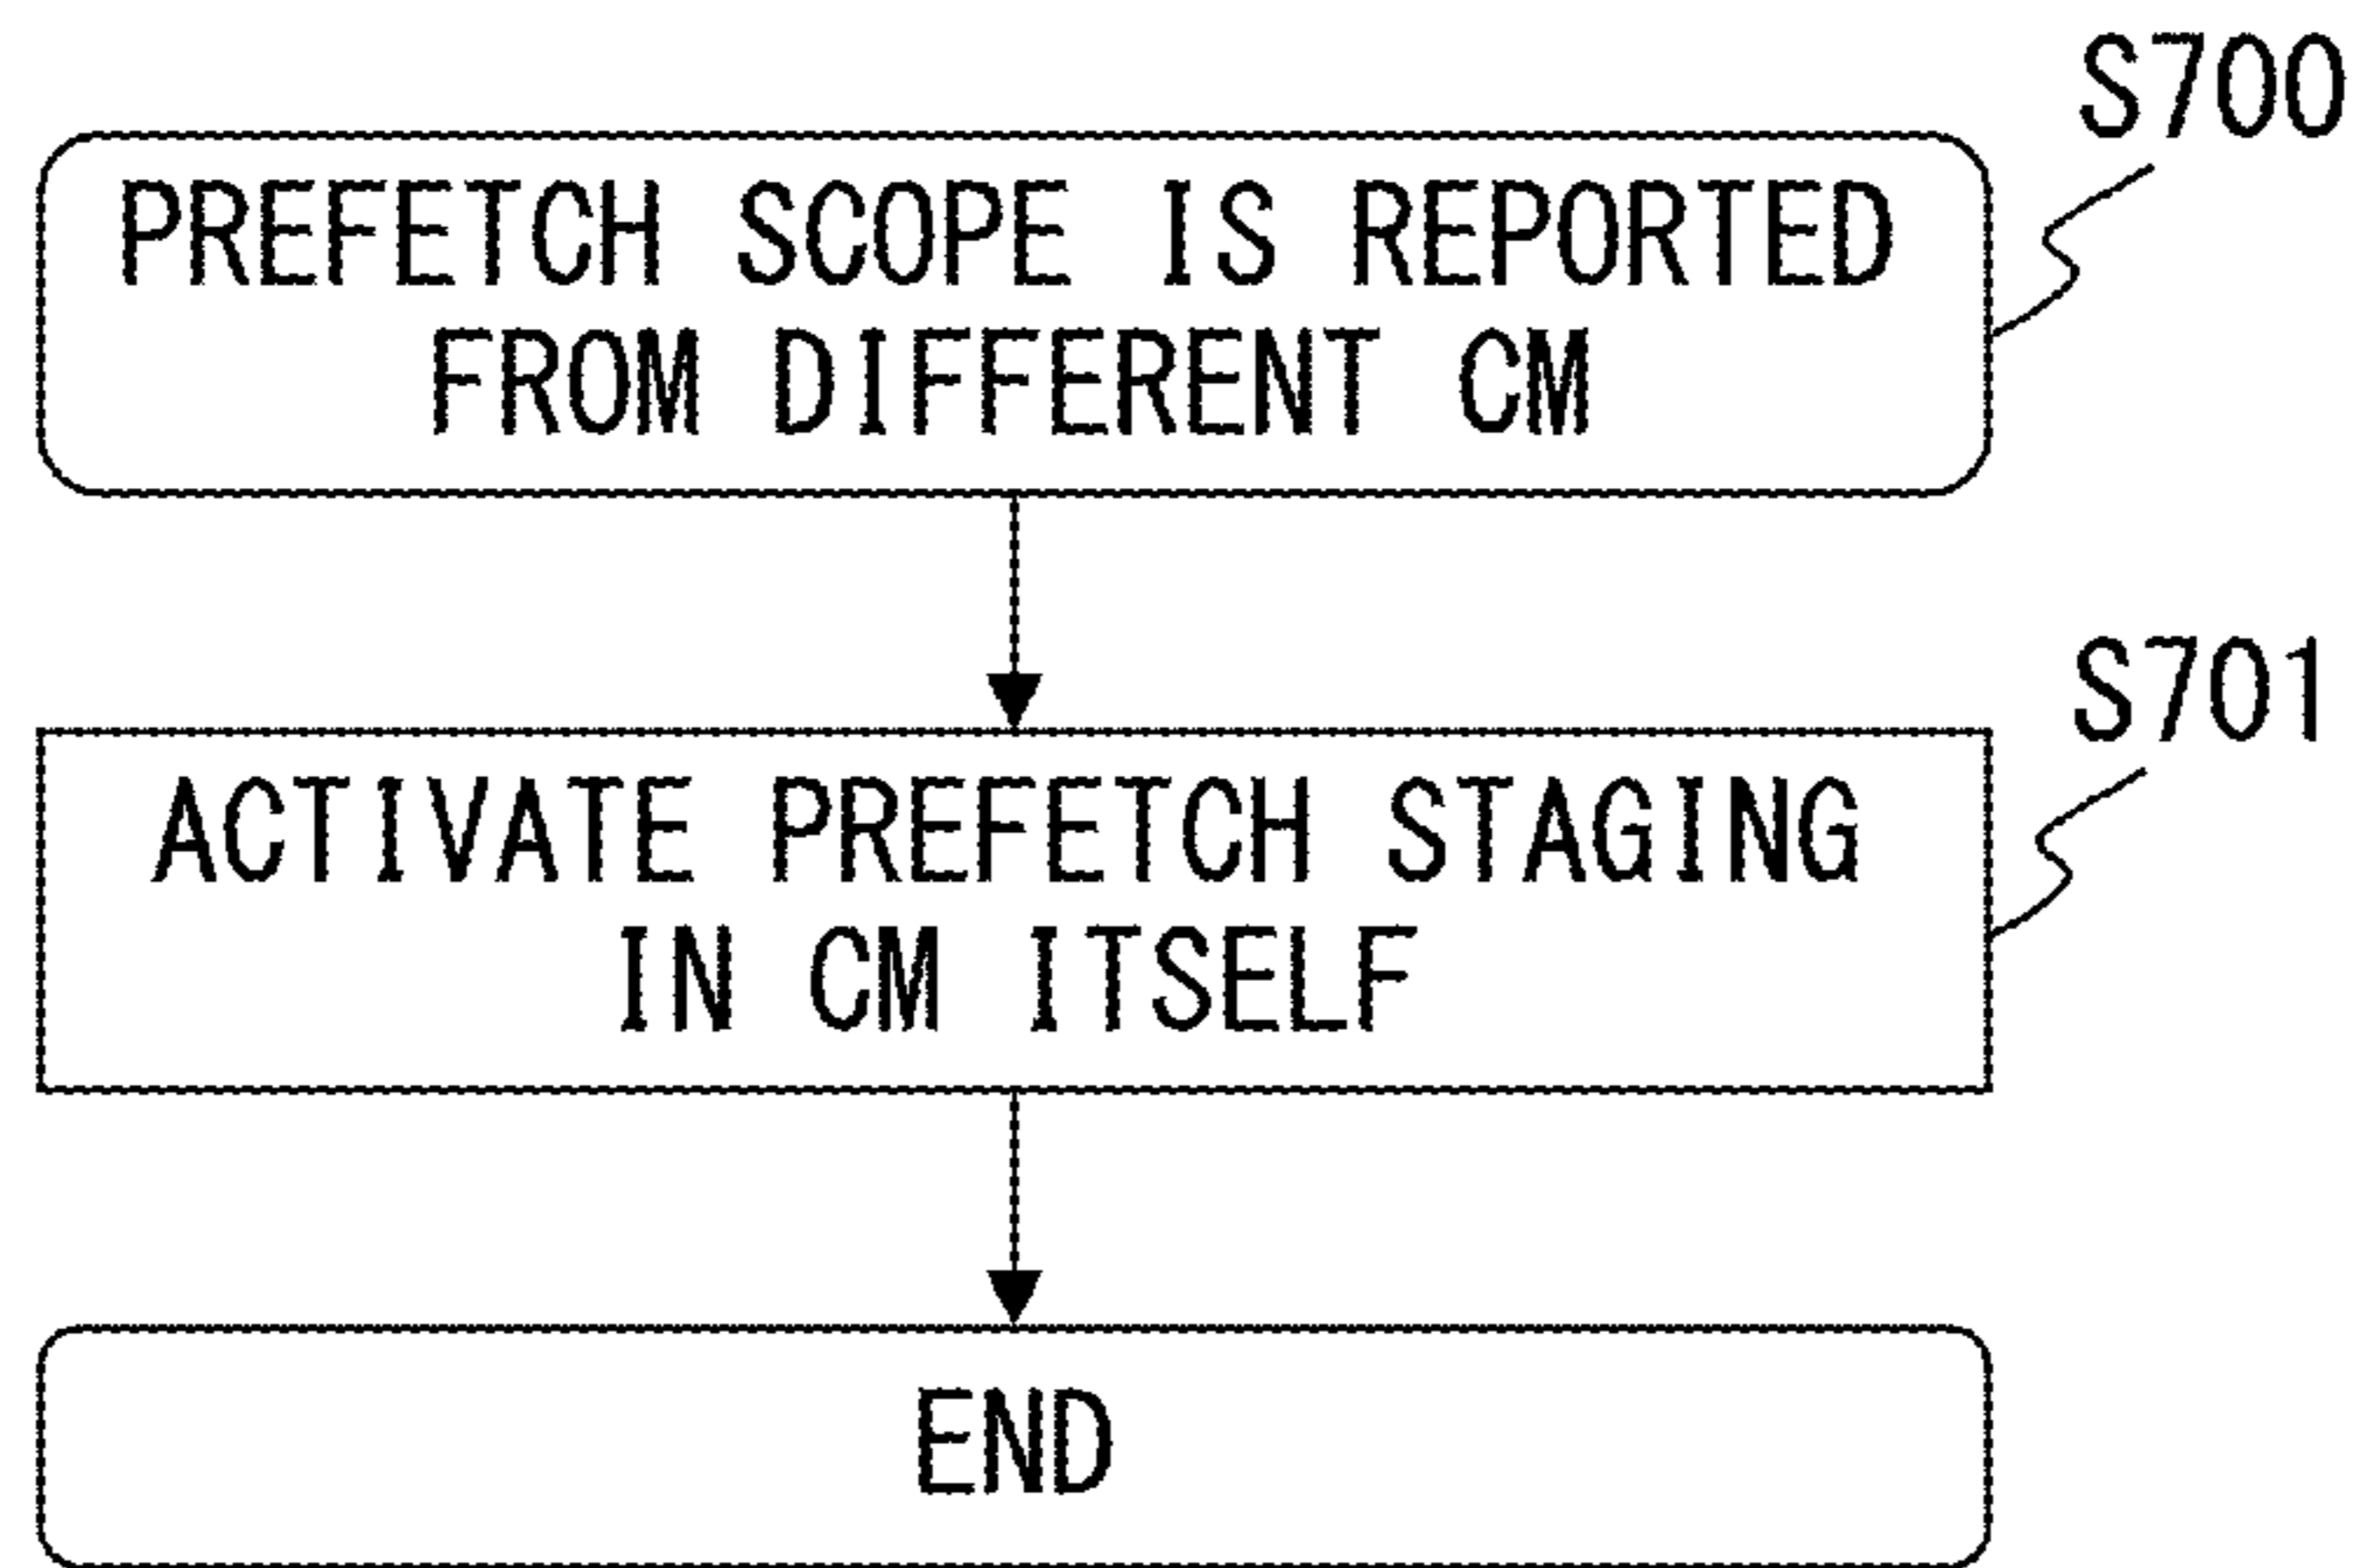 S700
PREFETCH SCOPE IS REPORTED
FROM DIFFERENT CM
S701
ACTIVATE PREFETCH STAGING
IN CM ITSELF
END